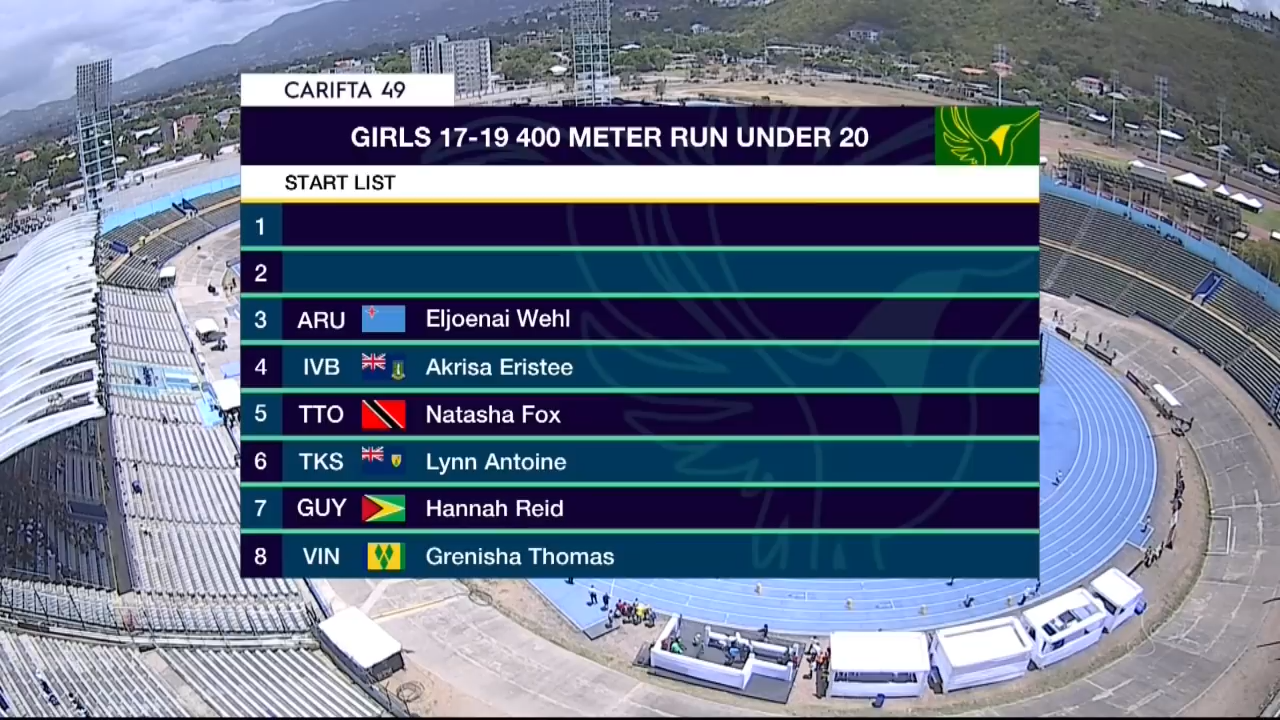 CARIFTA 49
GIRLS 17-19 400 METER RUN UNDER 20
START LIST
1
2
3 ARU Eljoenai Wehl
4 IVB Akrisa Eristee
5 TTO Natasha Fox
6 TKS Lynn Antoine
7 GUY Hannah Reid
8 VIN Grenisha Thomas